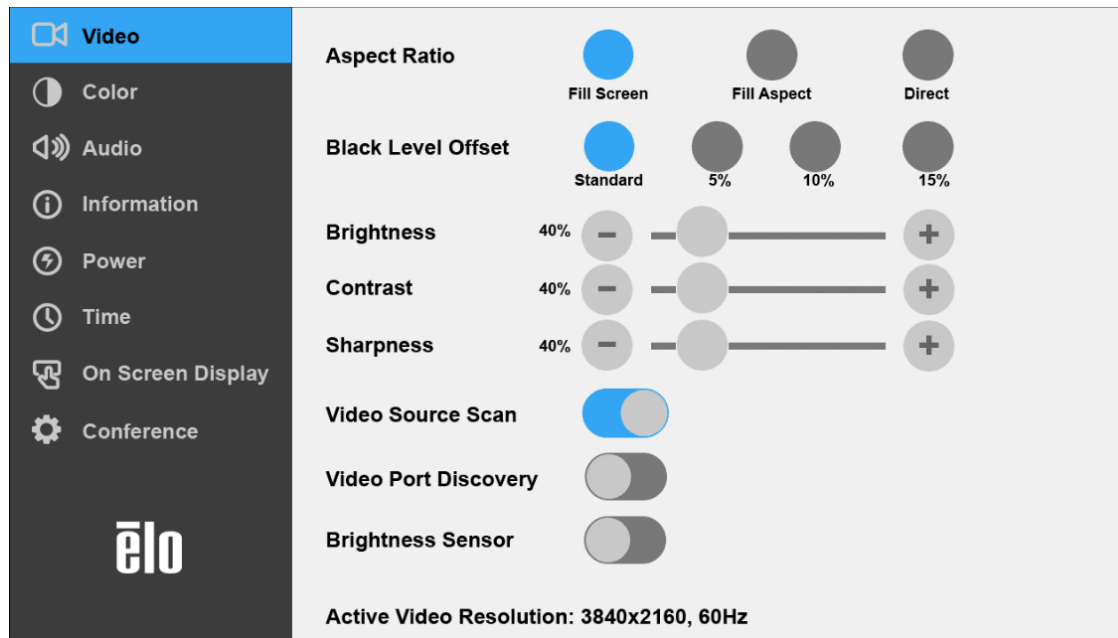 Video
Color
Audio
Information
Power
Time
On Screen Display
Conference
ēlo
Aspect Ratio
Fill Screen Fill Aspect Direct
Black Level Offset
Standard 5% 10% 15%
Brightness 40% − +
Contrast 40% − +
Sharpness 40% − +
Video Source Scan
Video Port Discovery
Brightness Sensor
Active Video Resolution: 3840x2160, 60Hz